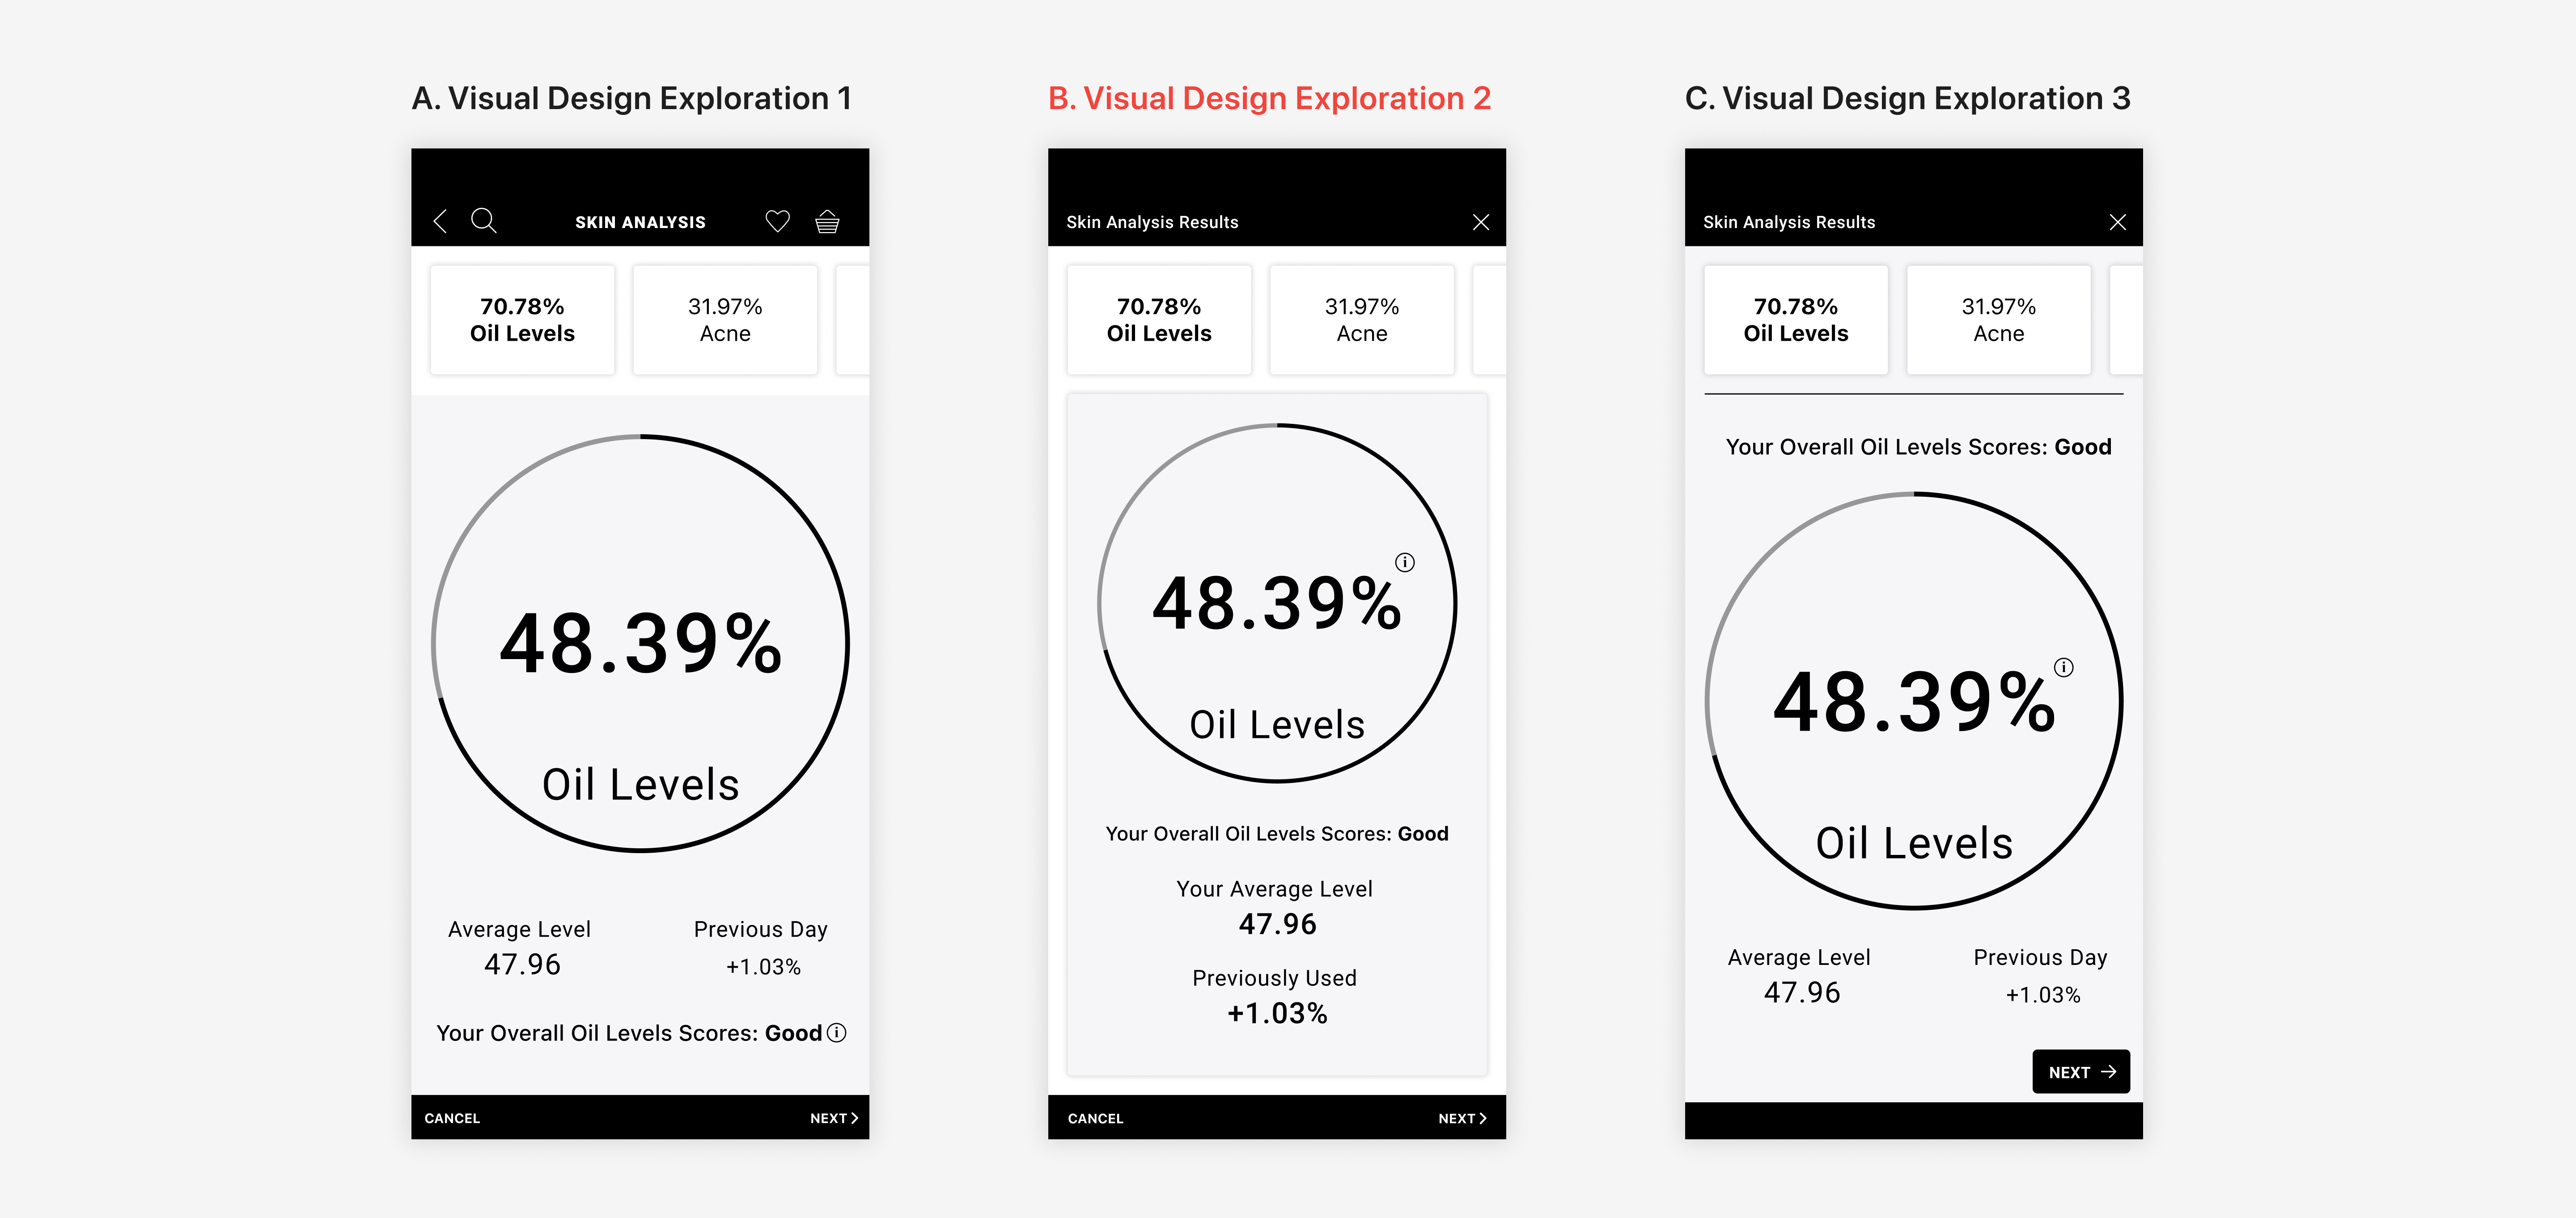 A. Visual Design Exploration 1
SKIN ANALYSIS
70.78%
Oil Levels
31.97%
Acne
48.39%
Oil Levels
Average Level
47.96
Previous Day
+1.03%
Your Overall Oil Levels Scores: Good
CANCEL
NEXT
B. Visual Design Exploration 2
Skin Analysis Results
70.78%
Oil Levels
31.97%
Acne
48.39%
Oil Levels
Your Overall Oil Levels Scores: Good
Your Average Level
47.96
Previously Used
+1.03%
CANCEL
NEXT
C. Visual Design Exploration 3
Skin Analysis Results
70.78%
Oil Levels
31.97%
Acne
Your Overall Oil Levels Scores: Good
48.39%
Oil Levels
Average Level
47.96
Previous Day
+1.03%
NEXT